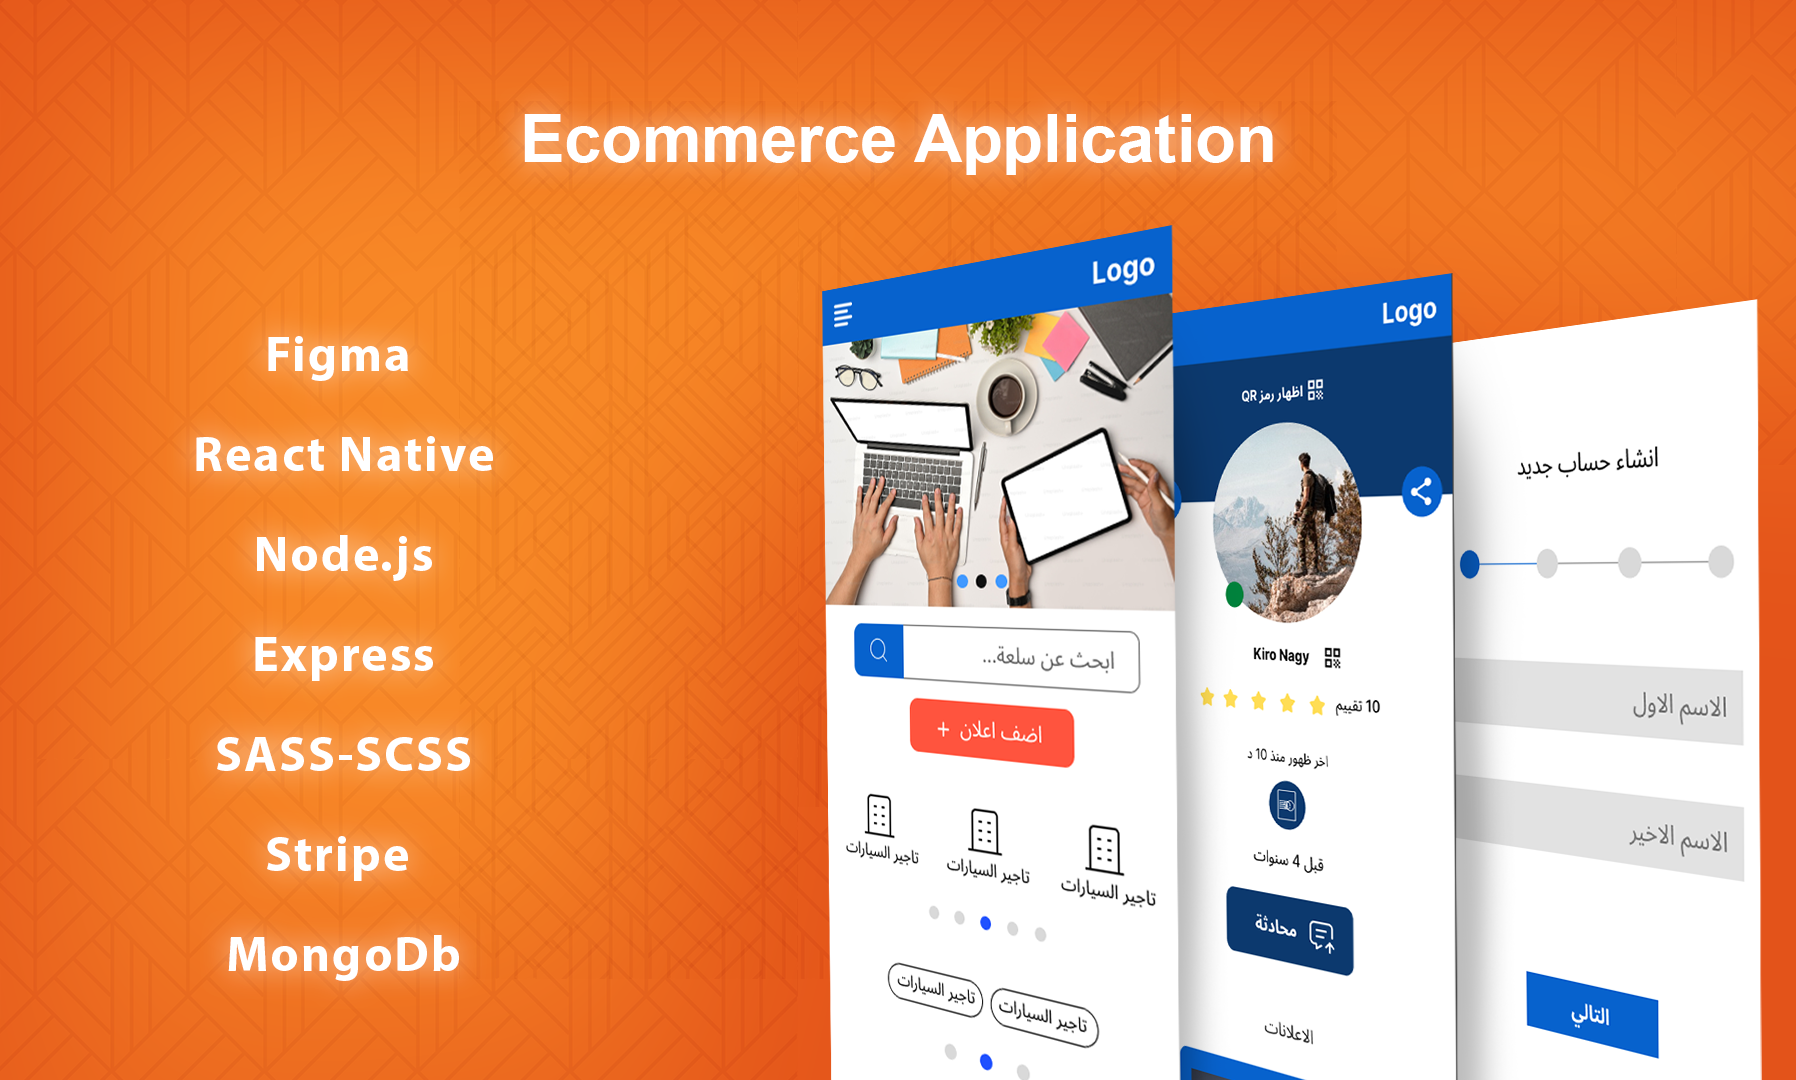 Ecommerce Application
Figma
React Native
Node.js
Express
SASS-SCSS
Stripe
MongoDb
Logo
ابحث عن سلعة...
اضف اعلان +
تاجير السيارات
تاجير السيارات
تاجير السيارات
تاجير السيارات
تاجير السيارات
Logo
اظهار رمز QR
Kiro Nagy
10 تقييم
اخر ظهور منذ 10 د
قبل 4 سنوات
محادثة
الاعلانات
انشاء حساب جديد
الاسم الاول
الاسم الاخير
التالي